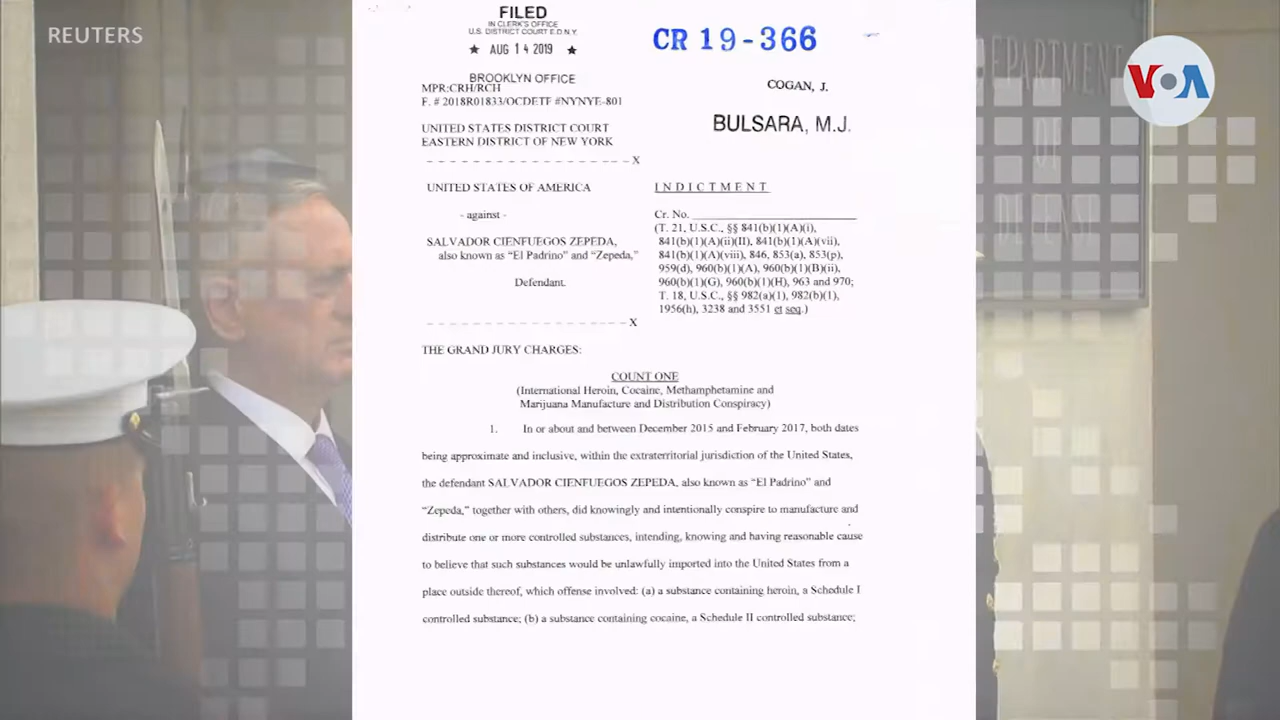 REUTERS
VOA
DEPARTMENT
OF
DEFENSE
FILED
IN CLERK'S OFFICE
U.S. DISTRICT COURT E.D.N.Y.
★ AUG 14 2019 ★
BROOKLYN OFFICE
CR 19-366
MPR:CRH/RCH
F. # 2018R01833/OCDETF #NYNYE-801
COGAN, J.
BULSARA, M.J.
UNITED STATES DISTRICT COURT
EASTERN DISTRICT OF NEW YORK
– – – – – – – – – – – – – – – – – – X
UNITED STATES OF AMERICA
- against -
SALVADOR CIENFUEGOS ZEPEDA,
also known as “El Padrino” and “Zepeda,”
Defendant.
– – – – – – – – – – – – – – – – – – X
INDICTMENT
Cr. No. ____________________
(T. 21, U.S.C., §§ 841(b)(1)(A)(i),
841(b)(1)(A)(ii)(II), 841(b)(1)(A)(vii),
841(b)(1)(A)(viii), 846, 853(a), 853(p),
959(d), 960(b)(1)(A), 960(b)(1)(B)(ii),
960(b)(1)(G), 960(b)(1)(H), 963 and 970;
T. 18, U.S.C., §§ 982(a)(1), 982(b)(1),
1956(h), 3238 and 3551 et seq.)
THE GRAND JURY CHARGES:
COUNT ONE
(International Heroin, Cocaine, Methamphetamine and
Marijuana Manufacture and Distribution Conspiracy)
1. In or about and between December 2015 and February 2017, both dates
being approximate and inclusive, within the extraterritorial jurisdiction of the United States,
the defendant SALVADOR CIENFUEGOS ZEPEDA, also known as “El Padrino” and
“Zepeda,” together with others, did knowingly and intentionally conspire to manufacture and
distribute one or more controlled substances, intending, knowing and having reasonable cause
to believe that such substances would be unlawfully imported into the United States from a
place outside thereof, which offense involved: (a) a substance containing heroin, a Schedule I
controlled substance; (b) a substance containing cocaine, a Schedule II controlled substance;